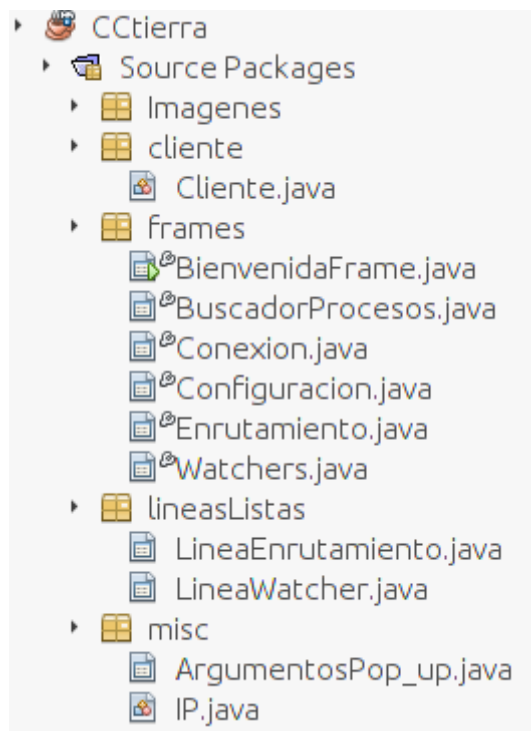 CCtierra
Source Packages
Imagenes
cliente
Cliente.java
frames
BienvenidaFrame.java
BuscadorProcesos.java
Conexion.java
Configuracion.java
Enrutamiento.java
Watchers.java
lineasListas
LineaEnrutamiento.java
LineaWatcher.java
misc
ArgumentosPop_up.java
IP.java